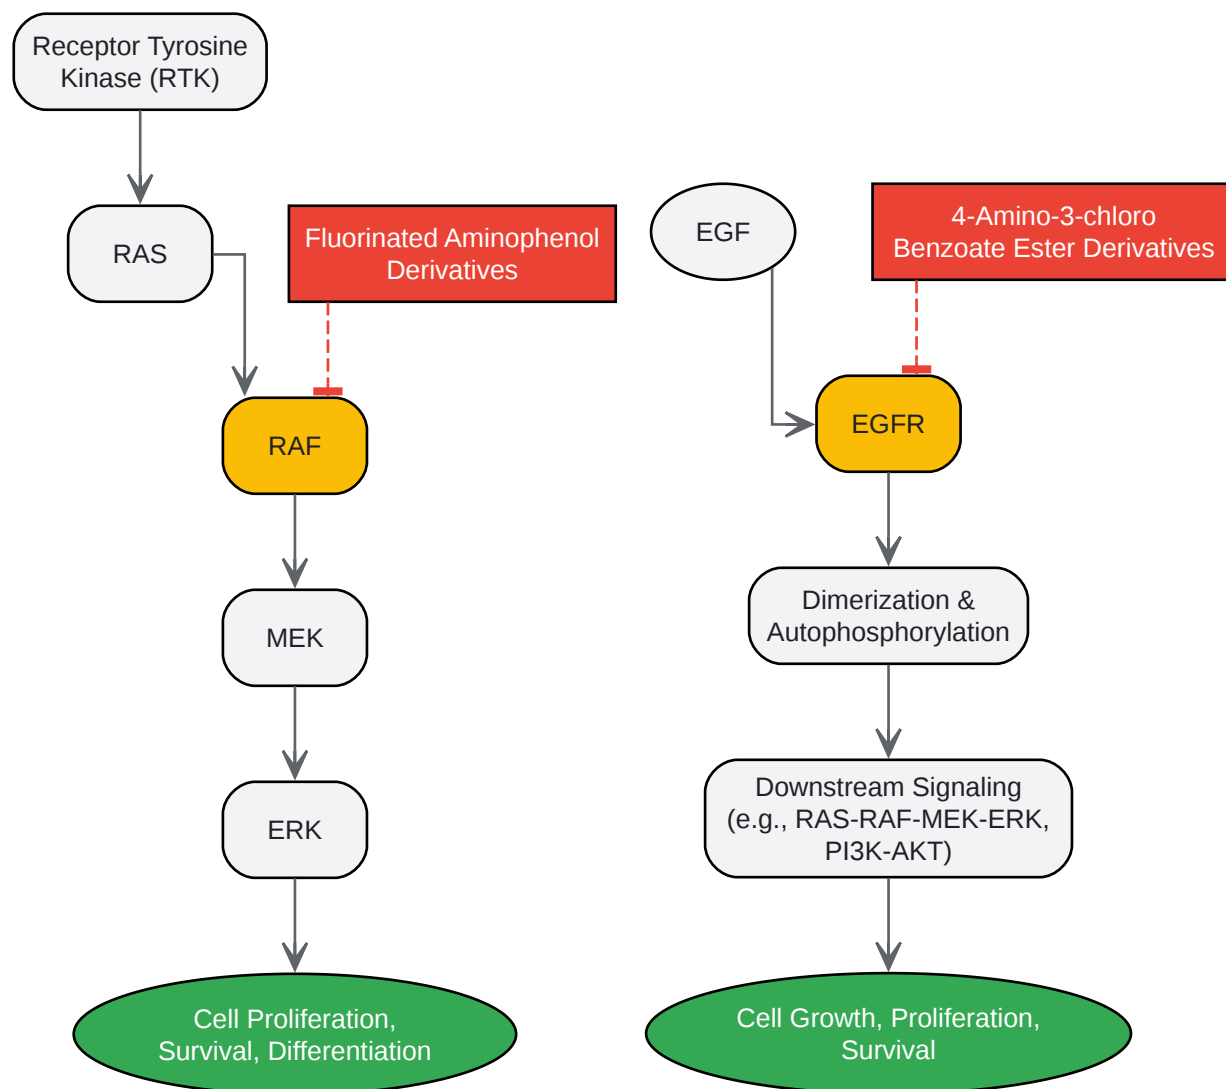 Receptor Tyrosine
Kinase (RTK)
RAS
Fluorinated Aminophenol
Derivatives
RAF
MEK
ERK
Cell Proliferation,
Survival, Differentiation
EGF
4-Amino-3-chloro
Benzoate Ester Derivatives
EGFR
Dimerization &
Autophosphorylation
Downstream Signaling
(e.g., RAS-RAF-MEK-ERK,
PI3K-AKT)
Cell Growth, Proliferation,
Survival